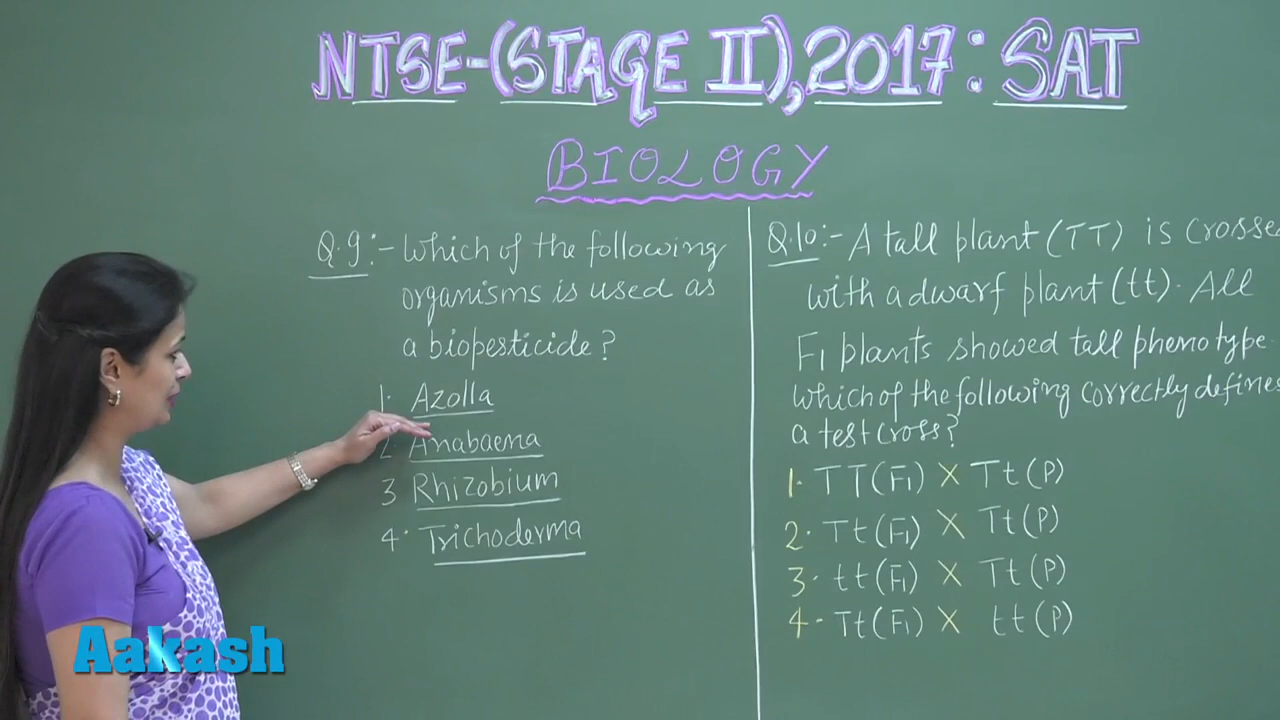 NTSE-(STAGE II), 2017: SAT
BIOLOGY
Q.9:- Which of the following
organisms is used as
a biopesticide?
1. Azolla
2. Anabaena
3 Rhizobium
4. Trichoderma
Q.10:- A tall plant (TT) is crosse
with a dwarf plant (tt). All
F1 plants showed tall phenotype.
Which of the following correctly defines
a test cross?
1. TT(F1) X Tt(P)
2. Tt(F1) X Tt(P)
3. tt(F1) X Tt(P)
4. Tt(F1) X tt(P)
Aakash